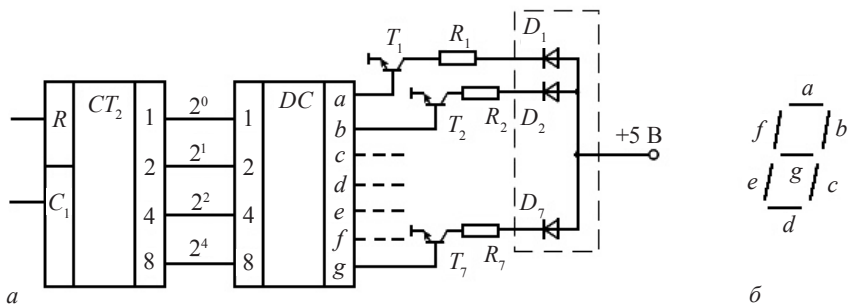 T₁ R₁ D₁
R CT₂ 1 2⁰ 1 DC a
b T₂ R₂ D₂
+5 В
C₁ 2 2¹ 2 c
d
4 2² 4 e
f
8 2⁴ 8 g T₇ R₇ D₇
a
f b
g
e c
d
а б